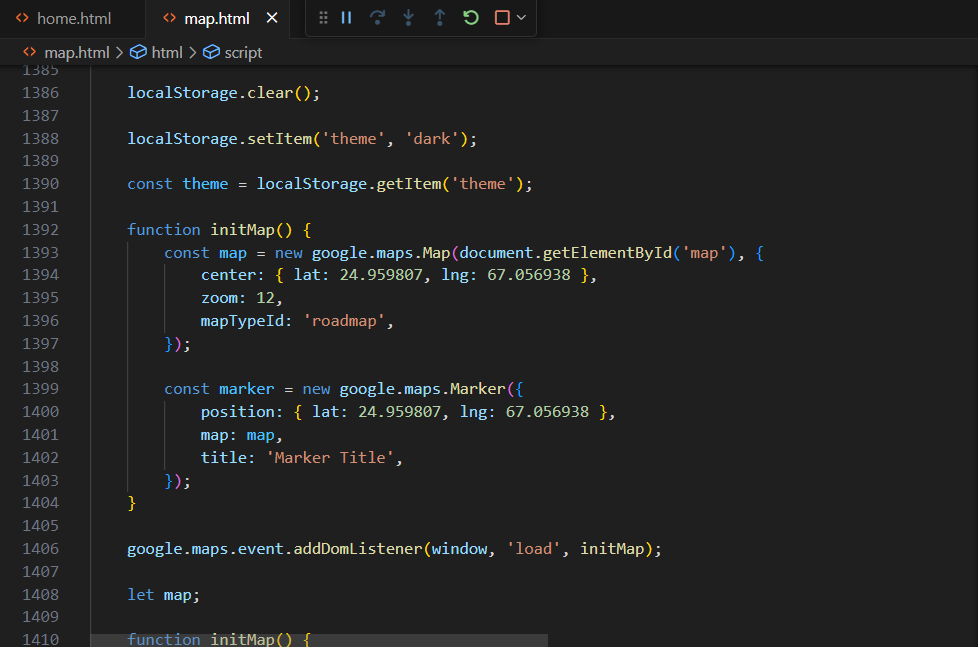 home.html map.html
map.html > html > script
1385
1386 localStorage.clear();
1387
1388 localStorage.setItem('theme', 'dark');
1389
1390 const theme = localStorage.getItem('theme');
1391
1392 function initMap() {
1393 const map = new google.maps.Map(document.getElementById('map'), {
1394 center: { lat: 24.959807, lng: 67.056938 },
1395 zoom: 12,
1396 mapTypeId: 'roadmap',
1397 });
1398
1399 const marker = new google.maps.Marker({
1400 position: { lat: 24.959807, lng: 67.056938 },
1401 map: map,
1402 title: 'Marker Title',
1403 });
1404 }
1405
1406 google.maps.event.addDomListener(window, 'load', initMap);
1407
1408 let map;
1409
1410 function initMap() {